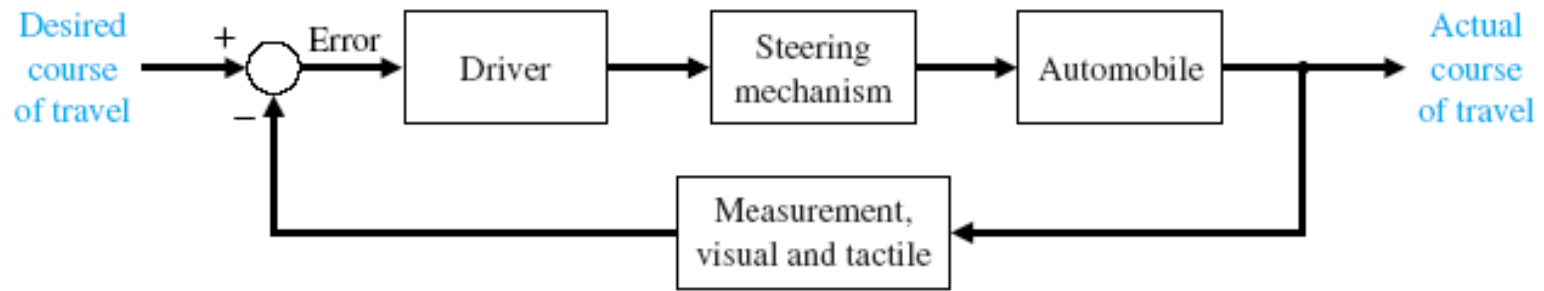 Desired
course
of travel
+
−
Error
Driver
Steering
mechanism
Automobile
Actual
course
of travel
Measurement,
visual and tactile